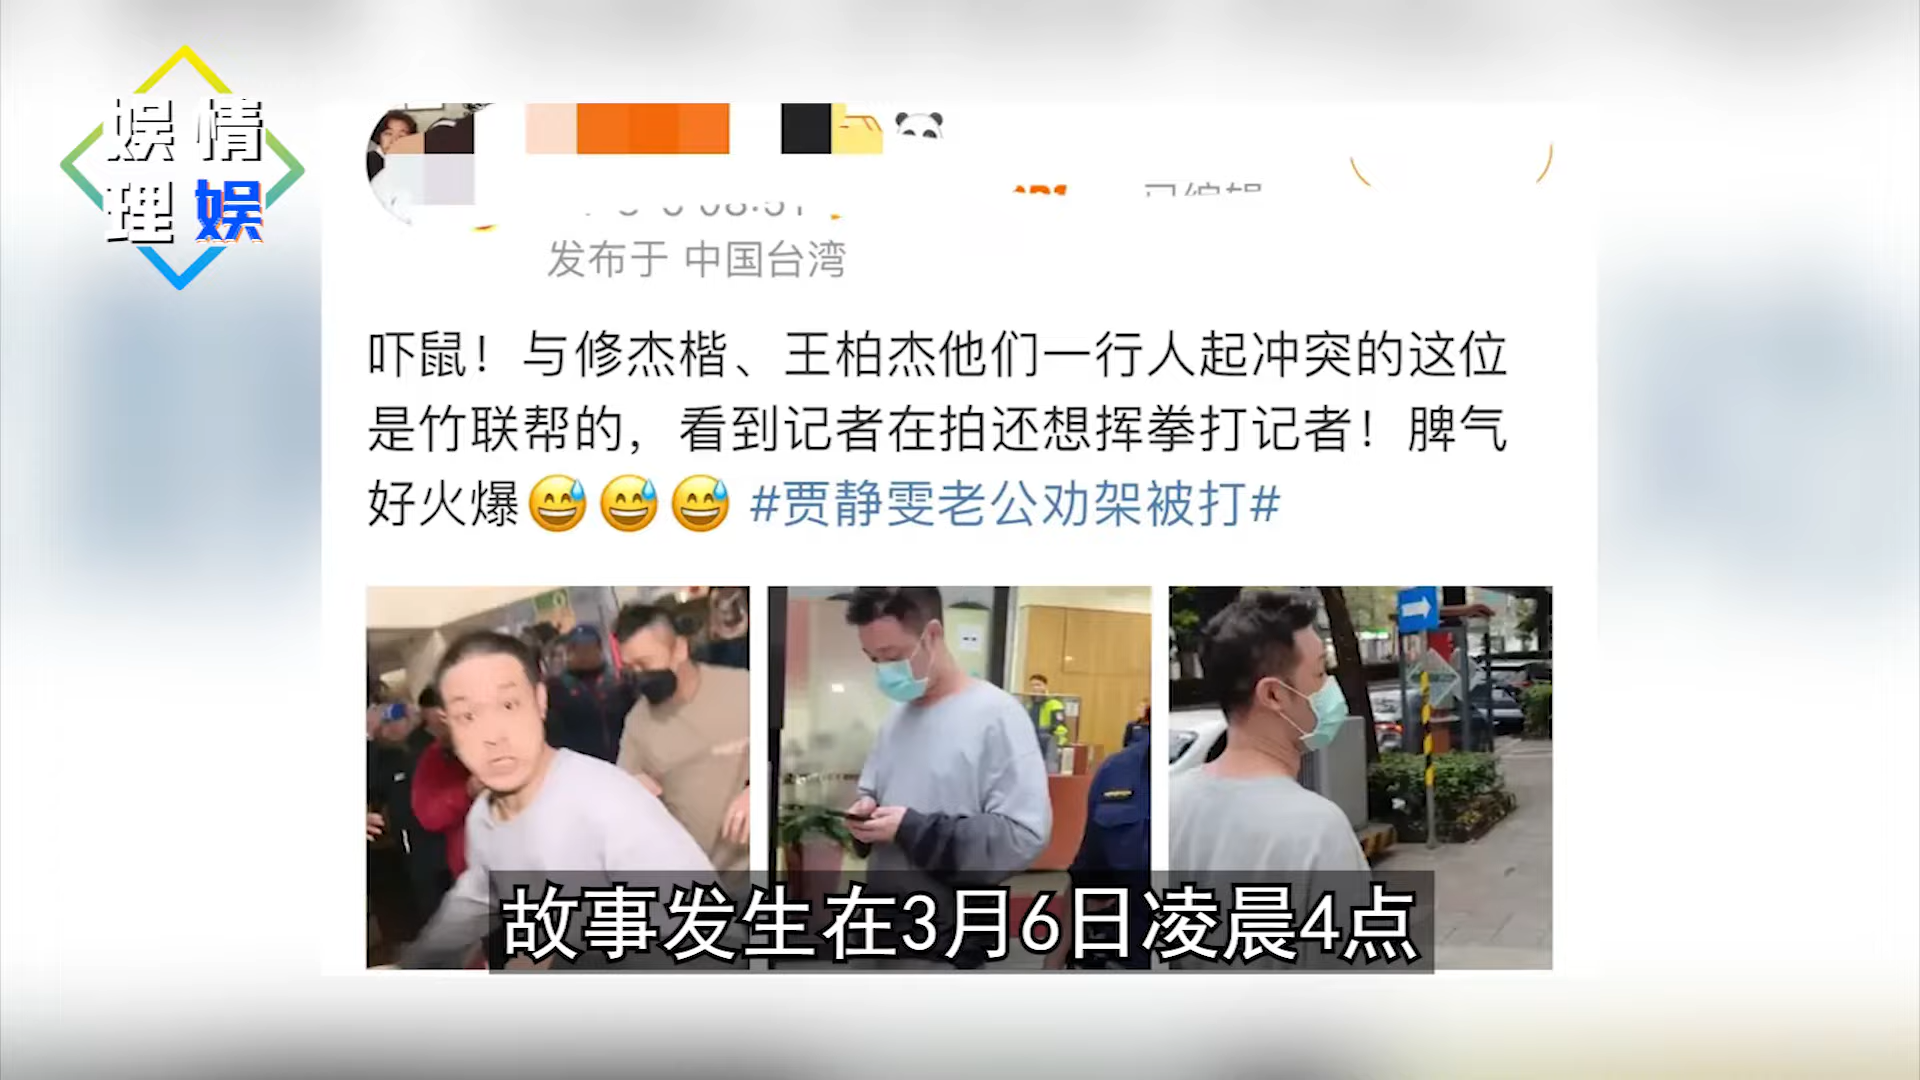 娱情
理娱
发布于 中国台湾
吓鼠！与修杰楷、王柏杰他们一行人起冲突的这位
是竹联帮的，看到记者在拍还想挥拳打记者！脾气
好火爆😅😅😅 #贾静雯老公劝架被打#
故事发生在3月6日凌晨4点